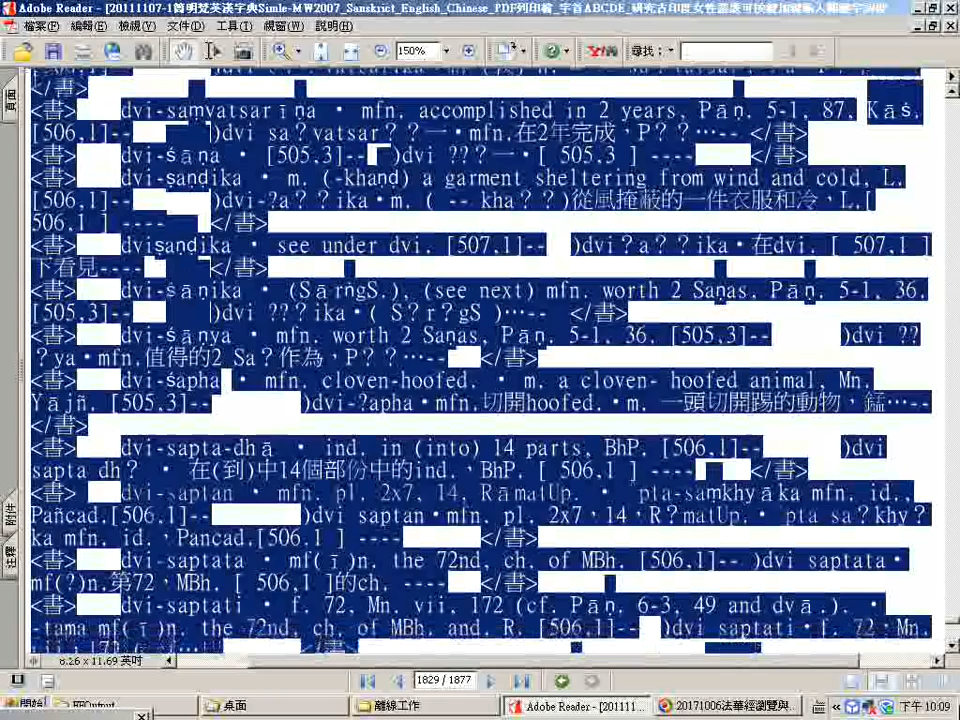 20111107-1簡明梵英漢字典Simle-MW2007_Sanskrit_English_Chinese_PDF列印檔_字首ABCDE_研究古印度女性
檔案(F) 編輯(E) 檢視(V) 文件(D) 工具(T) 視窗(W) 說明(H)
150% 尋找：
頁面
</書>
<書> dvi-saṃvatsarīṇa • mfn. accomplished in 2 years, Pāṇ. 5-1, 87, Kāś.
[506,1]-- )dvi sa?vatsar??一•mfn.在2年完成，P??…-- </書>
<書> dvi-śāṇa • [505,3]-- )dvi ???一•[ 505.3 ] ---- </書>
<書> dvi-ṣaṇḍika • m. (-khaṇḍ) a garment sheltering from wind and cold, L.
[506,1]-- )dvi-?a??ika•m. ( -- kha??)從風掩蔽的一件衣服和冷，L.[
506,1 ] ---- </書>
<書> dviṣaṇḍika • see under dvi. [507,1]-- )dvi?a??ika•在dvi. [ 507,1 ]
下看見---- </書>
<書> dvi-śāṇika • (SārṅgS.), (see next) mfn. worth 2 Saṇas, Pāṇ. 5-1, 36.
[505,3]-- )dvi ???ika•( S?r?gS )…-- </書>
<書> dvi-śāṇya • mfn. worth 2 Saṇas, Pāṇ. 5-1, 36. [505,3]-- )dvi ??
?ya•mfn.值得的2 Sa?作為，P??…-- </書>
<書> dvi-śapha • mfn. cloven-hoofed. • m. a cloven- hoofed animal, Mn.
Yājñ. [505,3]-- )dvi-?apha•mfn.切開hoofed.•m. 一頭切開踢的動物，錳…--
</書>
<書> dvi-sapta-dhā • ind. in (into) 14 parts, BhP. [506,1]-- )dvi
sapta dh? • 在(到)中14個部份中的ind.，BhP. [ 506.1 ] ---- </書>
<書> dvi-saptan • mfn. pl. 2x7, 14, RāmatUp. • pta-saṃkhyāka mfn. id.,
Pañcad.[506,1]-- )dvi saptan•mfn. pl. 2x7，14，R?matUp.• pta sa?khy?
ka mfn. id.，Pancad.[506.1 ] ---- </書>
<書> dvi-saptata • mf(ī)n. the 72nd, ch. of MBh. [506,1]-- )dvi saptata•
mf(?)n.第72，MBh. [ 506,1 ]的ch. ---- </書>
<書> dvi-saptati • f. 72, Mn. vii, 172 (cf. Pāṇ. 6-3, 49 and dvā.). •
-tama mf(ī)n. the 72nd, ch. of MBh. and. R. [506,1]-- )dvi saptati•f. 72，Mn.
附件
註釋
8.26 x 11.69 英吋
1829 / 1877
開始 桌面 離線工作 Adobe Reader - [201111... 20171006法華經瀏覽與... 下午 10:09